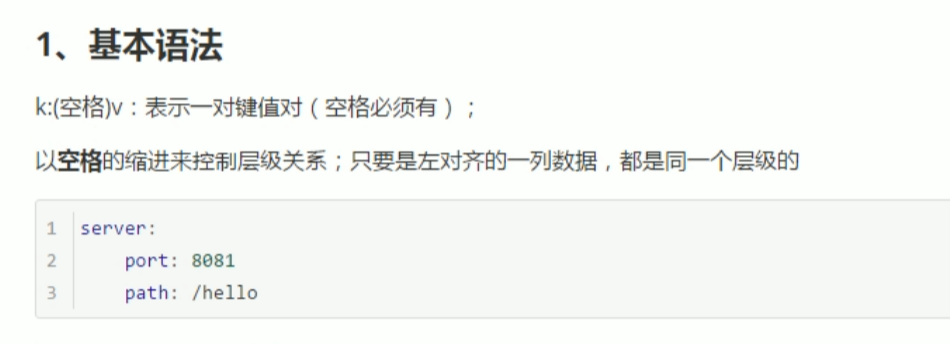 1、基本语法
k:(空格)v：表示一对键值对（空格必须有）；
以空格的缩进来控制层级关系；只要是左对齐的一列数据，都是同一个层级的
1 server:
2     port: 8081
3     path: /hello